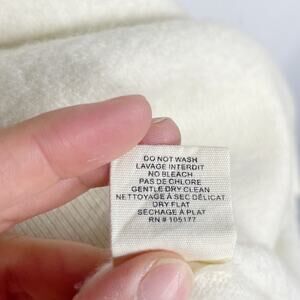 DO NOT WASH
LAVAGE INTERDIT
NO BLEACH
PAS DE CHLORE
GENTLE DRY CLEAN
NETTOYAGE À SEC DÉLICAT
DRY FLAT
SÉCHAGE À PLAT
RN # 105177